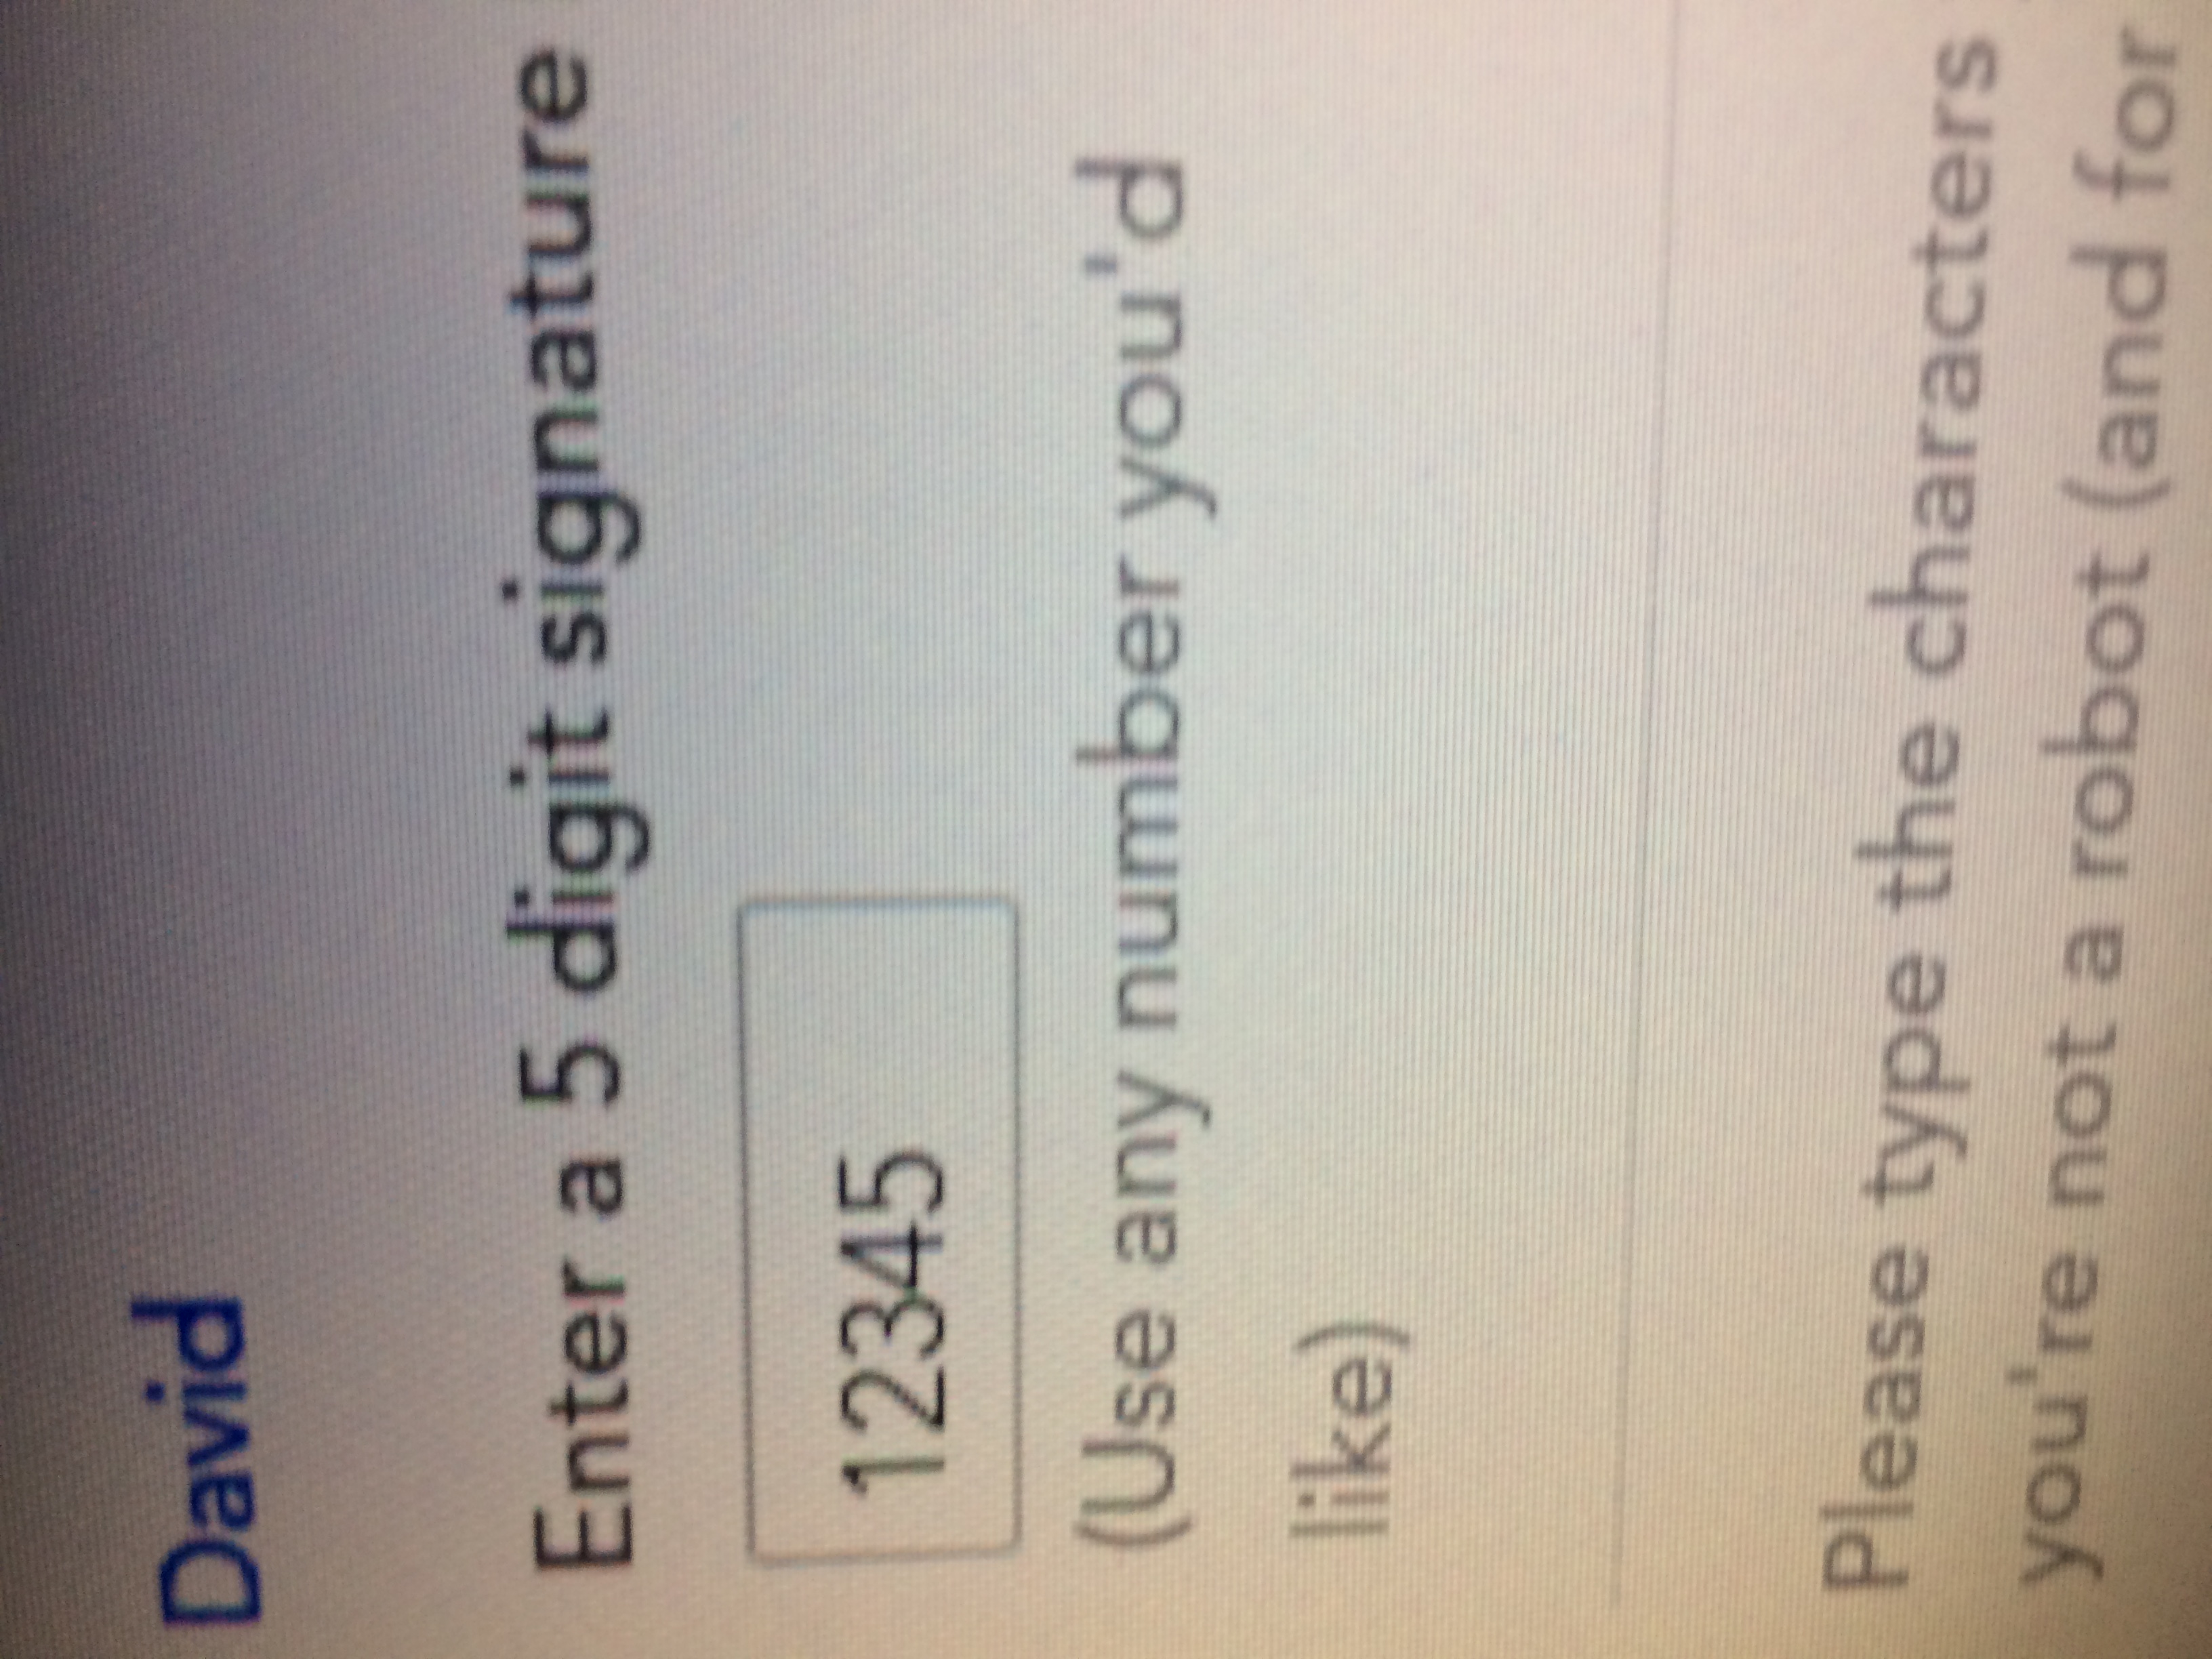 David
Enter a 5 digit signature
12345
(Use any number you'd
like)
Please type the characters
you're not a robot (and for